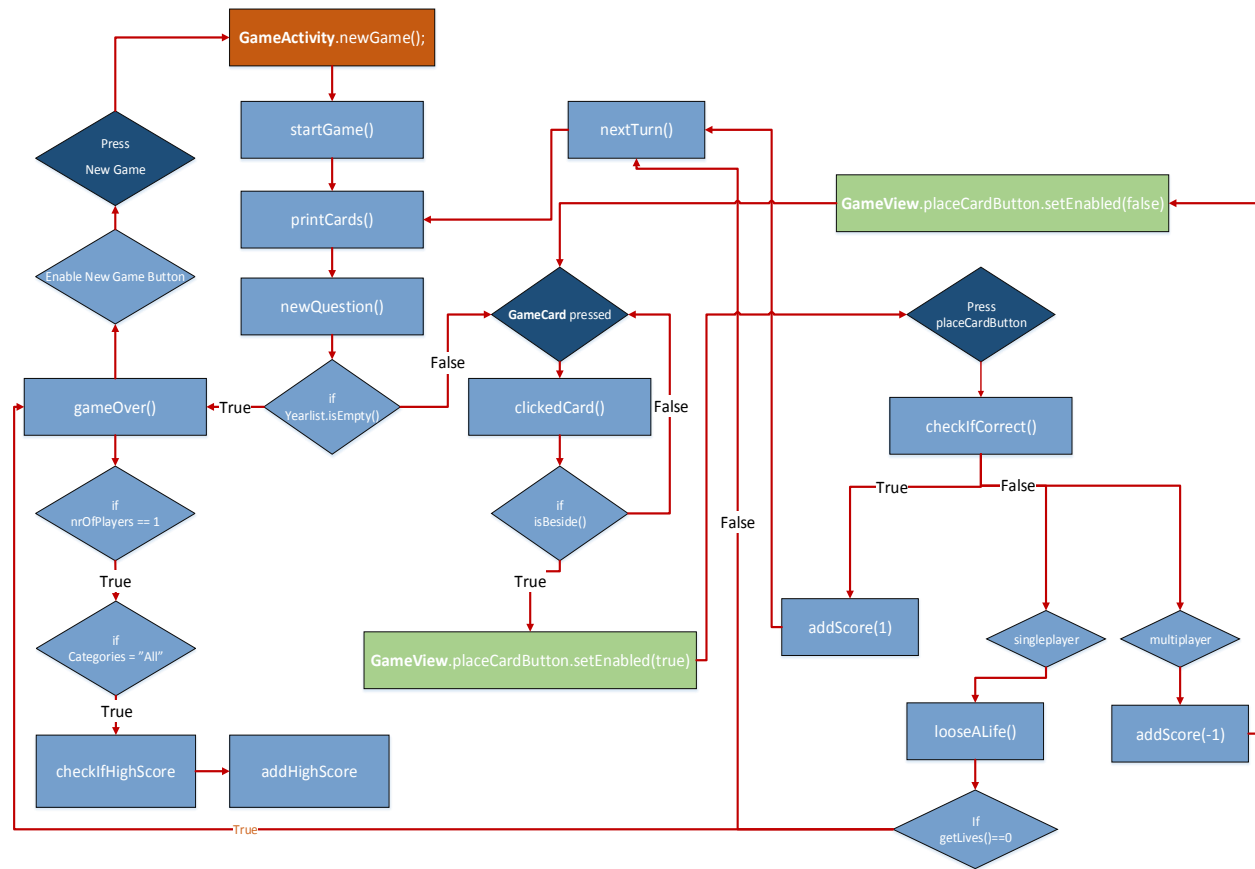 GameActivity.newGame();
startGame()
nextTurn()
Press
New Game
printCards()
GameView.placeCardButton.setEnabled(false)
Enable New Game Button
newQuestion()
GameCard pressed
Press
placeCardButton
False
gameOver()
True
if
Yearlist.isEmpty()
clickedCard()
False
checkIfCorrect()
if
nrOfPlayers == 1
if
isBeside()
True
False
False
True
True
if
Categories = ”All”
addScore(1)
singleplayer
multiplayer
GameView.placeCardButton.setEnabled(true)
True
looseALife()
addScore(-1)
checkIfHighScore
addHighScore
True
If
getLives()==0